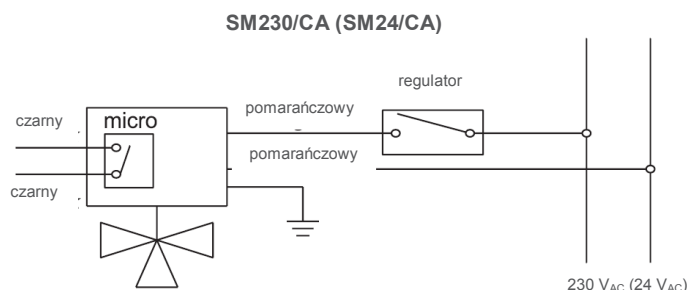 SM230/CA (SM24/CA)
regulator
pomarańczowy
czarny
micro
pomarańczowy
czarny
230 VAC (24 VAC)